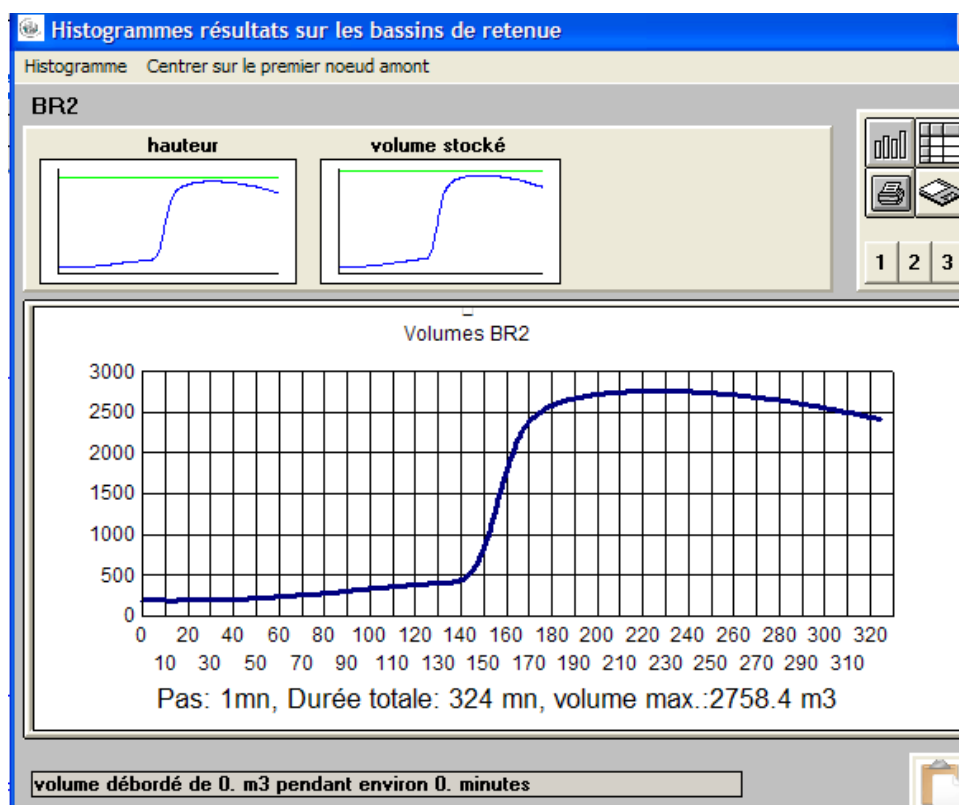 Histogrammes résultats sur les bassins de retenue
Histogramme Centrer sur le premier noeud amont
BR2
hauteur volume stocké
1 2 3
Volumes BR2
3000
2500
2000
1500
1000
500
0
0 20 40 60 80 100 120 140 160 180 200 220 240 260 280 300 320
10 30 50 70 90 110 130 150 170 190 210 230 250 270 290 310
Pas: 1mn, Durée totale: 324 mn, volume max.:2758.4 m3
volume débordé de 0. m3 pendant environ 0. minutes